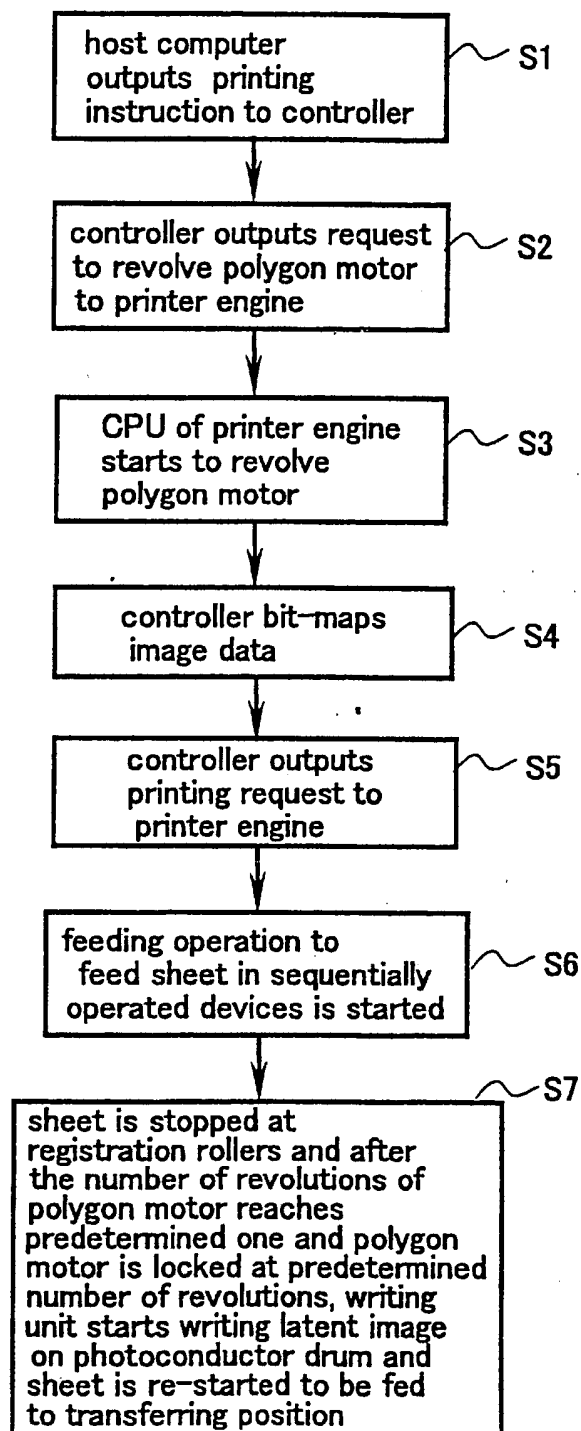 host computer
outputs printing
instruction to controller
S1
controller outputs request
to revolve polygon motor
to printer engine
S2
CPU of printer engine
starts to revolve
polygon motor
S3
controller bit-maps
image data
S4
controller outputs
printing request to
printer engine
S5
feeding operation to
feed sheet in sequentially
operated devices is started
S6
S7
sheet is stopped at
registration rollers and after
the number of revolutions of
polygon motor reaches
predetermined one and polygon
motor is locked at predetermined
number of revolutions, writing
unit starts writing latent image
on photoconductor drum and
sheet is re-started to be fed
to transferring position